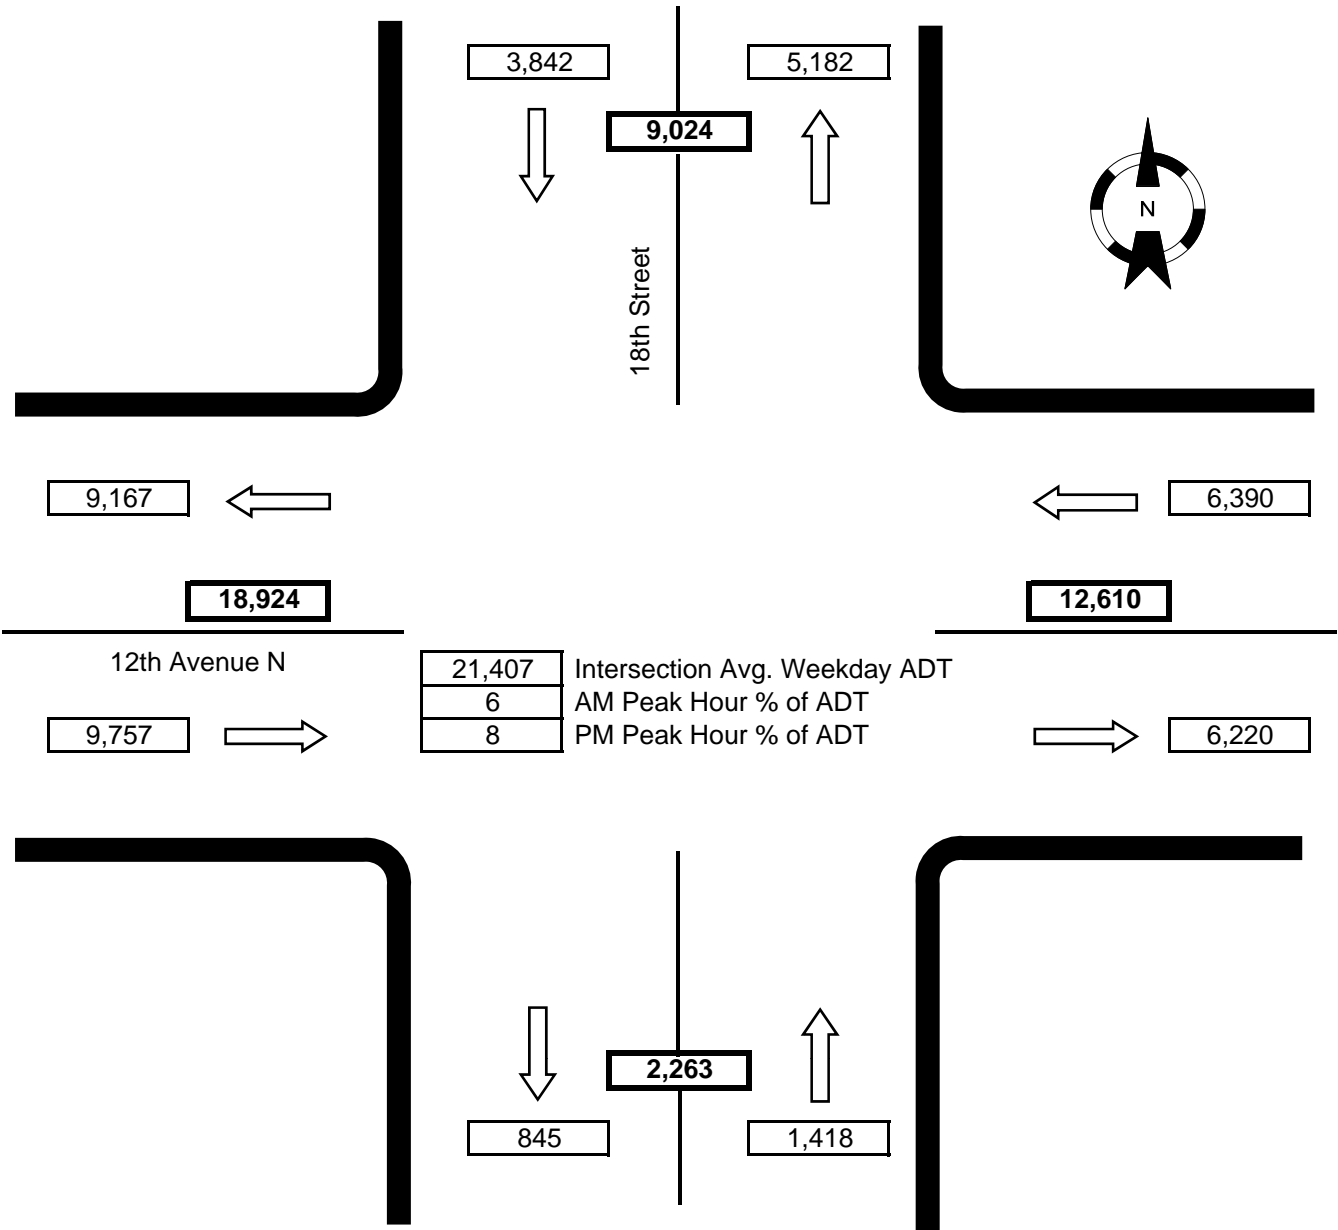 3,842
5,182
9,024
N
18th Street
9,167
6,390
18,924
12,610
12th Avenue N
21,407 Intersection Avg. Weekday ADT
6 AM Peak Hour % of ADT
8 PM Peak Hour % of ADT
9,757
6,220
2,263
845
1,418